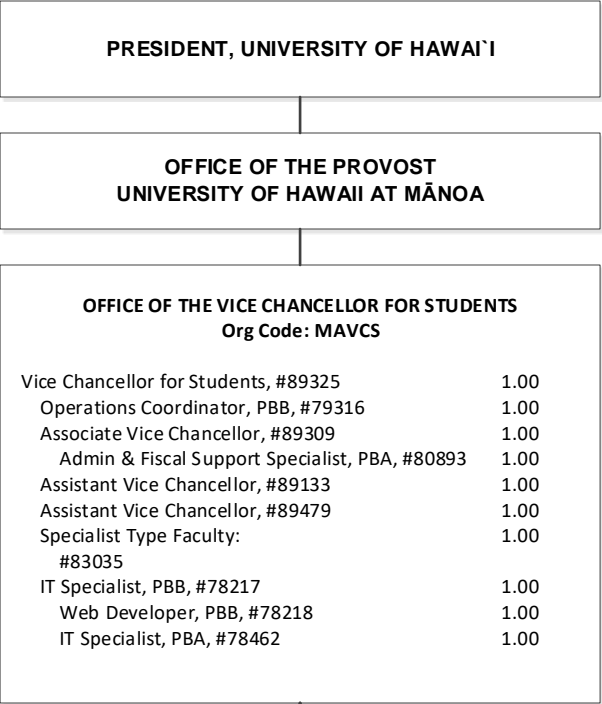 PRESIDENT, UNIVERSITY OF HAWAI`I
OFFICE OF THE PROVOST
UNIVERSITY OF HAWAII AT MĀNOA
OFFICE OF THE VICE CHANCELLOR FOR STUDENTS
Org Code: MAVCS
Vice Chancellor for Students, #89325 1.00
Operations Coordinator, PBB, #79316 1.00
Associate Vice Chancellor, #89309 1.00
Admin & Fiscal Support Specialist, PBA, #80893 1.00
Assistant Vice Chancellor, #89133 1.00
Assistant Vice Chancellor, #89479 1.00
Specialist Type Faculty: 1.00
#83035
IT Specialist, PBB, #78217 1.00
Web Developer, PBB, #78218 1.00
IT Specialist, PBA, #78462 1.00